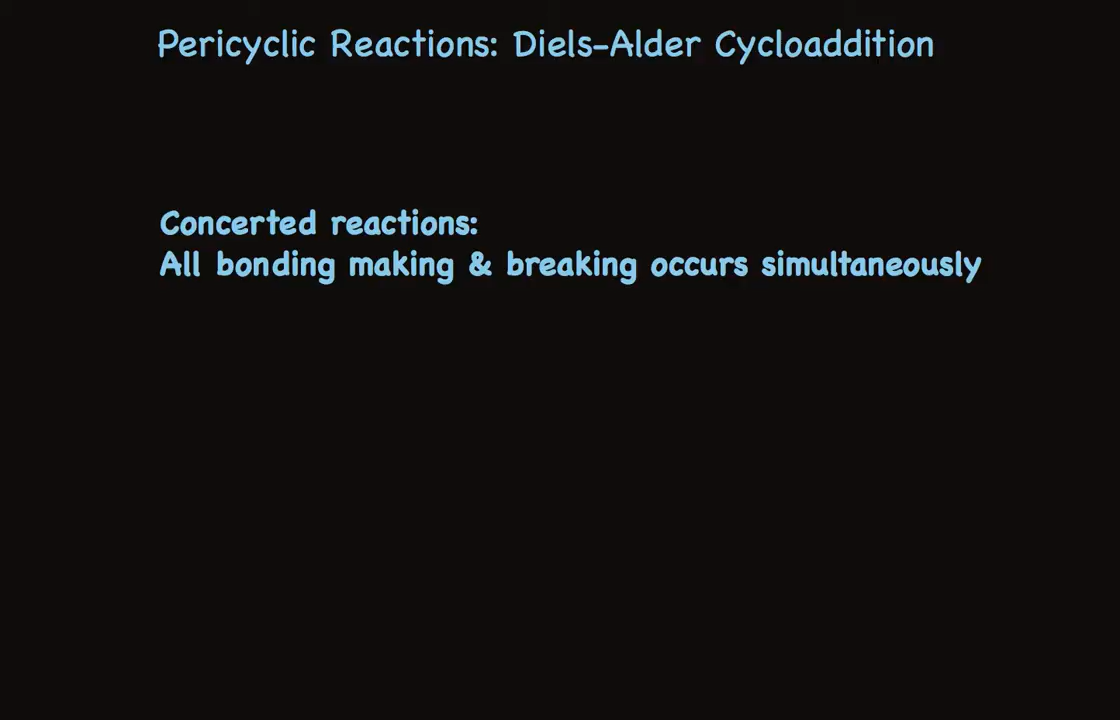 Pericyclic Reactions: Diels-Alder Cycloaddition
Concerted reactions:
All bonding making & breaking occurs simultaneously